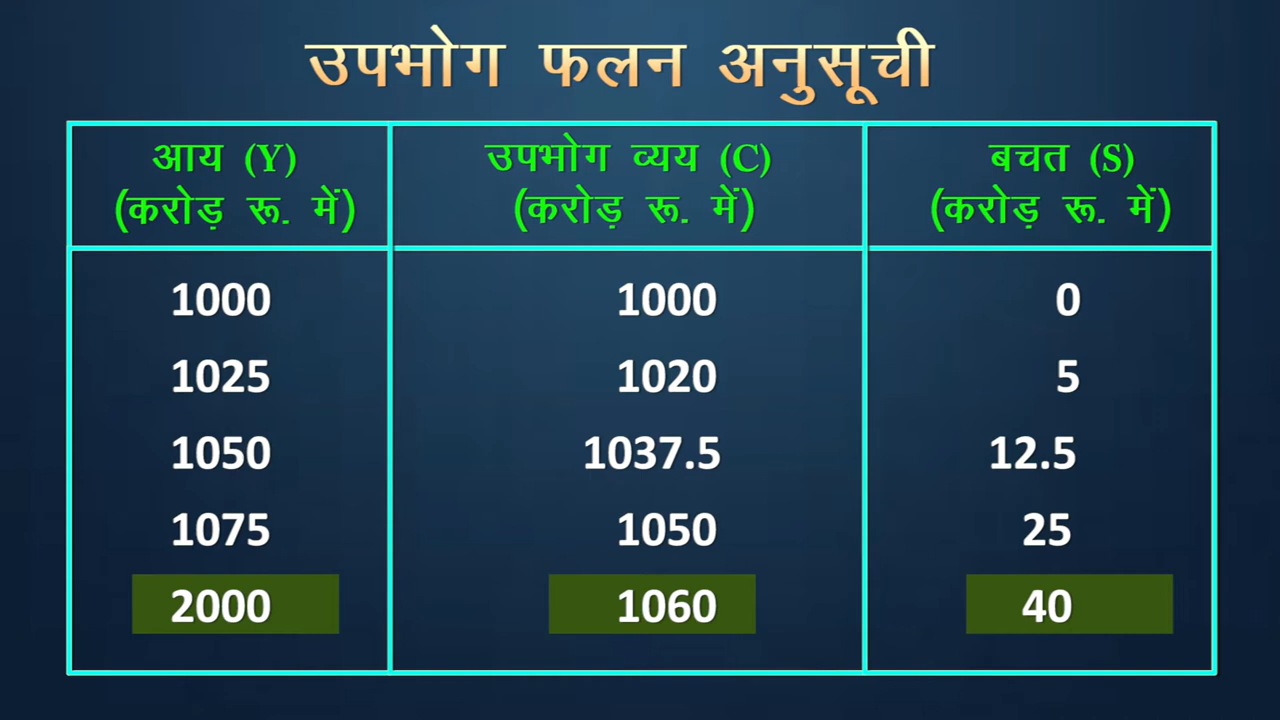 उपभोग फलन अनुसूची
आय (Y) उपभोग व्यय (C) बचत (S)
(करोड़ रू. में) (करोड़ रू. में) (करोड़ रू. में)
1000 1000 0
1025 1020 5
1050 1037.5 12.5
1075 1050 25
2000 1060 40